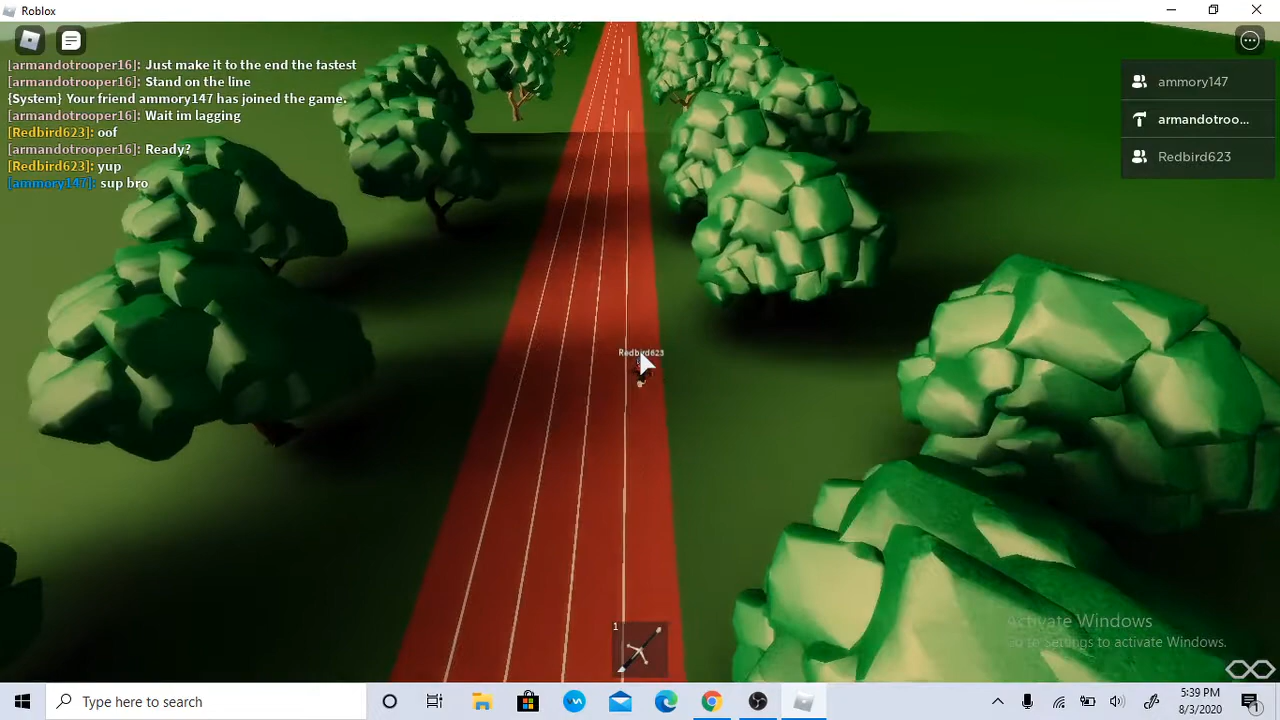 Roblox
[armandotrooper16]: Just make it to the end the fastest
[armandotrooper16]: Stand on the line
{System} Your friend ammory147 has joined the game.
[armandotrooper16]: Wait im lagging
[Redbird623]: oof
[armandotrooper16]: Ready?
[Redbird623]: yup
[ammory147]: sup bro
ammory147
armandotroo...
Redbird623
Redbird623
1
Activate Windows
Go to Settings to activate Windows.
Type here to search
5:39 PM
8/3/2020
1